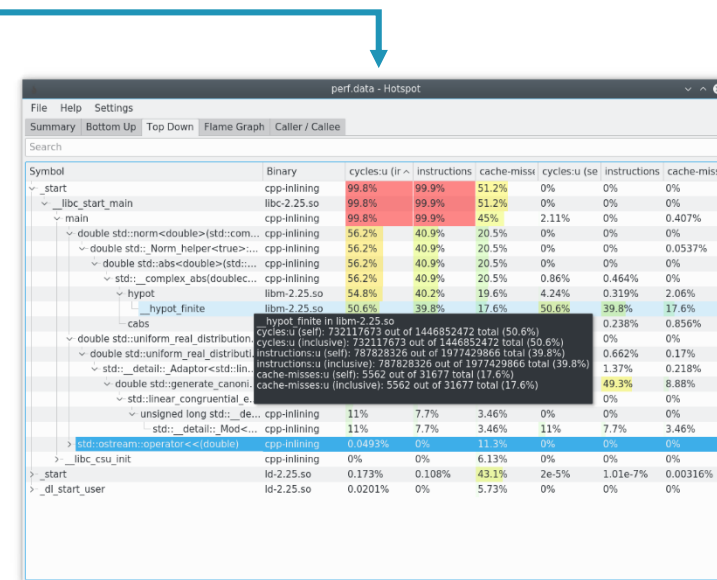 perf.data - Hotspot
File Help Settings
Summary Bottom Up Top Down Flame Graph Caller / Callee
Search
Symbol Binary cycles:u (ir instructions cache-misse cycles:u (se instructions cache-miss
_start cpp-inlining 99.8% 99.9% 51.2% 0% 0% 0%
__libc_start_main libc-2.25.so 99.8% 99.9% 51.2% 0% 0% 0%
main cpp-inlining 99.8% 99.9% 45% 2.11% 0% 0.407%
double std::norm<double>(std::com... cpp-inlining 56.2% 40.9% 20.5% 0% 0% 0%
double std::_Norm_helper<true>:... cpp-inlining 56.2% 40.9% 20.5% 0% 0% 0.0537%
double std::abs<double>(std::... cpp-inlining 56.2% 40.9% 20.5% 0% 0% 0%
std::__complex_abs(doublec... cpp-inlining 56.2% 40.9% 20.5% 0.86% 0.464% 0%
hypot libm-2.25.so 54.8% 40.2% 19.6% 4.24% 0.319% 2.06%
__hypot_finite libm-2.25.so 50.6% 39.8% 17.6% 50.6% 39.8% 17.6%
cabs 0.238% 0.856%
double std::uniform_real_distribution. 0% 0%
double std::uniform_real_distributi. 0.662% 0.17%
std::__detail::_Adaptor<std::lin... 1.37% 0.218%
double std::generate_canoni. 49.3% 8.88%
std::linear_congruential_e. 0% 0%
__hypot_finite in libm-2.25.so
cycles:u (self): 732117673 out of 1446852472 total (50.6%)
cycles:u (inclusive): 732117673 out of 1446852472 total (50.6%)
instructions:u (self): 787828326 out of 1977429866 total (39.8%)
instructions:u (inclusive): 787828326 out of 1977429866 total (39.8%)
cache-misses:u (self): 5562 out of 31677 total (17.6%)
cache-misses:u (inclusive): 5562 out of 31677 total (17.6%)
unsigned long std::__de... cpp-inlining 11% 7.7% 3.46% 0% 0% 0%
std::__detail::_Mod<... cpp-inlining 11% 7.7% 3.46% 11% 7.7% 3.46%
std::ostream::operator<<(double) cpp-inlining 0.0493% 0% 11.3% 0% 0% 0%
__libc_csu_init cpp-inlining 0% 0% 6.13% 0% 0% 0%
_start ld-2.25.so 0.173% 0.108% 43.1% 2e-5% 1.01e-7% 0.00316%
_dl_start_user ld-2.25.so 0.0201% 0% 5.73% 0% 0% 0%